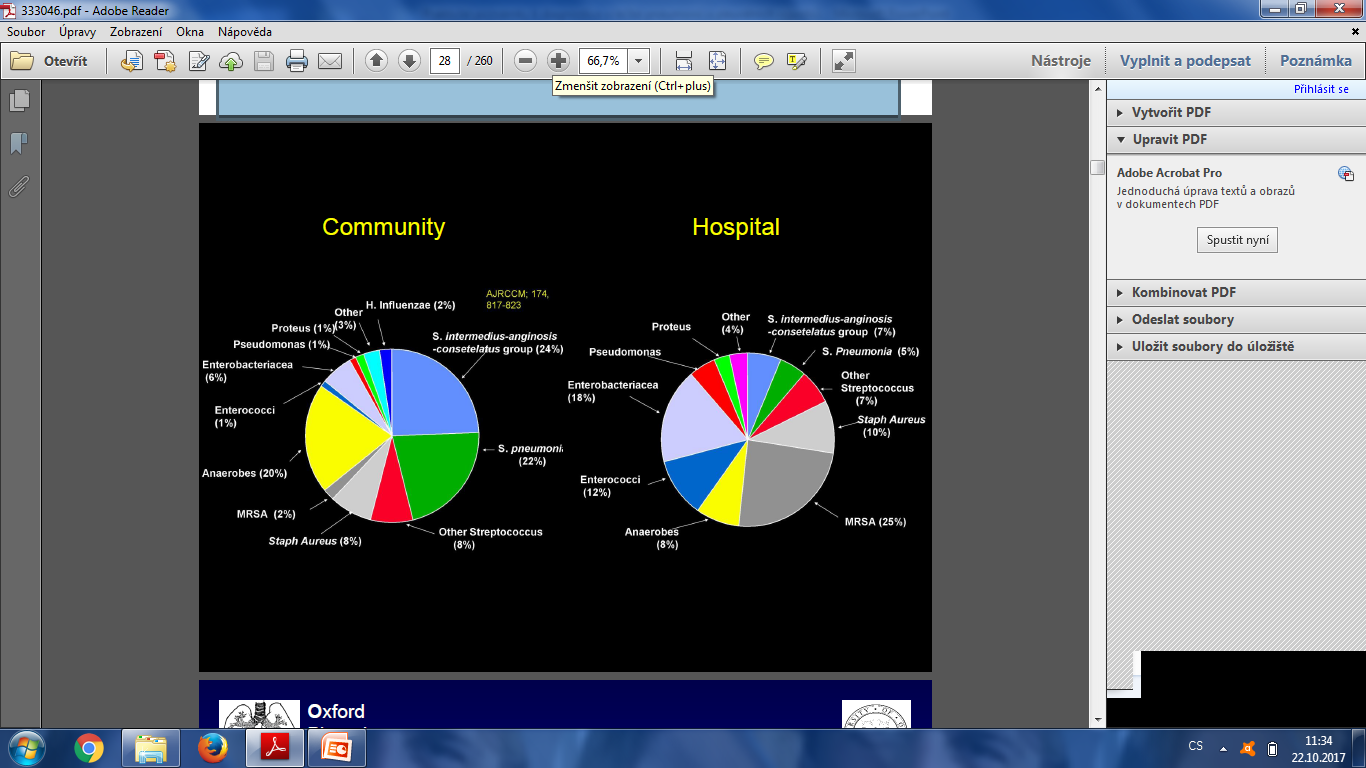 333046.pdf - Adobe Reader
Soubor Úpravy Zobrazení Okna Nápověda
Otevřít 28 / 260 66,7% Nástroje Vyplnit a podepsat Poznámka
Zmenšit zobrazení (Ctrl+plus)
Přihlásit se
Vytvořit PDF
Upravit PDF
Adobe Acrobat Pro
Jednoduchá úprava textů a obrazů
v dokumentech PDF
Spustit nyní
Kombinovat PDF
Odeslat soubory
Uložit soubory do úložiště
Community
AJRCCM; 174,
817-823
H. Influenzae (2%)
Other
(3%)
Proteus (1%)
Pseudomonas (1%)
Enterobacteriacea
(6%)
Enterococci
(1%)
Anaerobes (20%)
MRSA (2%)
Staph Aureus (8%)
Other Streptococcus
(8%)
S. pneumoni
(22%)
S. intermedius-anginosis
-consetelatus group (24%)
Hospital
Other
(4%)
Proteus
Pseudomonas
Enterobacteriacea
(18%)
Enterococci
(12%)
Anaerobes
(8%)
MRSA (25%)
Staph Aureus
(10%)
Other
Streptococcus
(7%)
S. Pneumonia (5%)
S. intermedius-anginosis
-consetelatus group (7%)
Oxford
CS
11:34
22.10.2017